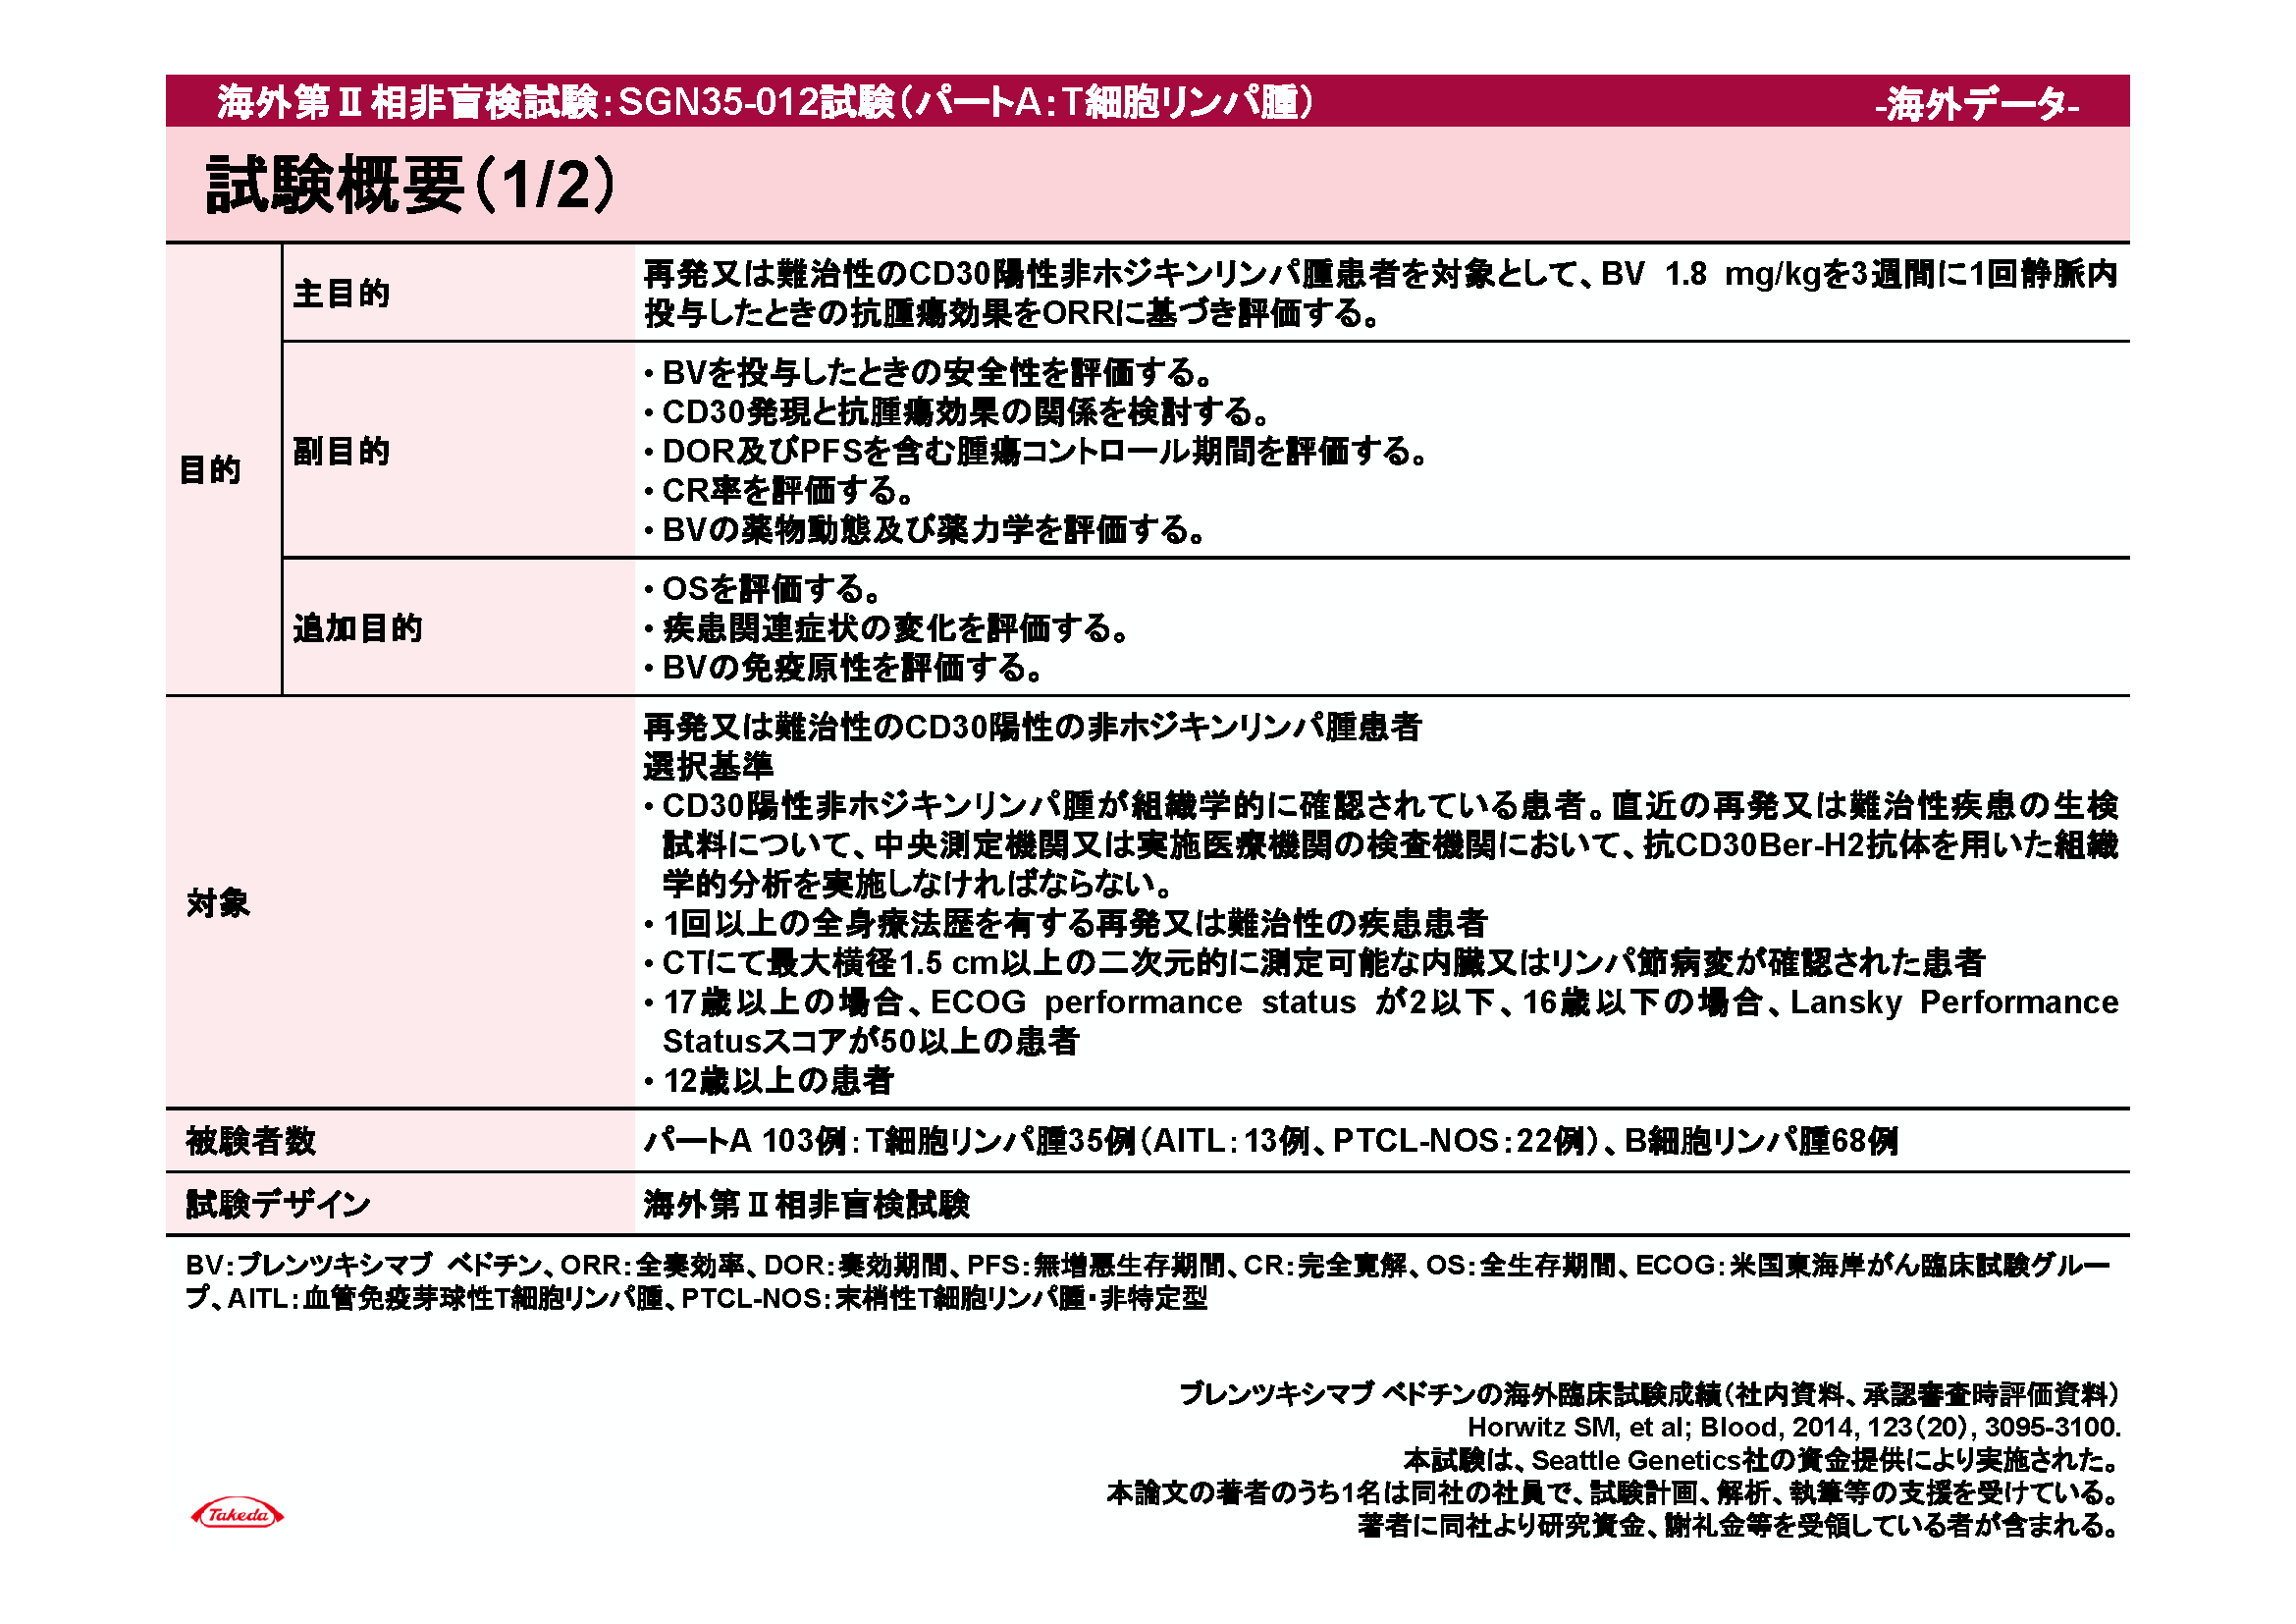 海外第Ⅱ相非盲検試験：SGN35-012試験（パートA：T細胞リンパ腫）
-海外データ-
試験概要（1/2）
目的
主目的
再発又は難治性のCD30陽性非ホジキンリンパ腫患者を対象として、BV 1.8 mg/kgを3週間に1回静脈内
投与したときの抗腫瘍効果をORRに基づき評価する。
副目的
・BVを投与したときの安全性を評価する。
・CD30発現と抗腫瘍効果の関係を検討する。
・DOR及びPFSを含む腫瘍コントロール期間を評価する。
・CR率を評価する。
・BVの薬物動態及び薬力学を評価する。
追加目的
・OSを評価する。
・疾患関連症状の変化を評価する。
・BVの免疫原性を評価する。
対象
再発又は難治性のCD30陽性の非ホジキンリンパ腫患者
選択基準
・CD30陽性非ホジキンリンパ腫が組織学的に確認されている患者。直近の再発又は難治性疾患の生検
試料について、中央測定機関又は実施医療機関の検査機関において、抗CD30Ber-H2抗体を用いた組織
学的分析を実施しなければならない。
・1回以上の全身療法歴を有する再発又は難治性の疾患患者
・CTにて最大横径1.5 cm以上の二次元的に測定可能な内臓又はリンパ節病変が確認された患者
・17歳以上の場合、ECOG performance status が2以下、16歳以下の場合、Lansky Performance
Statusスコアが50以上の患者
・12歳以上の患者
被験者数
パートA 103例：T細胞リンパ腫35例（AITL：13例、PTCL-NOS：22例）、B細胞リンパ腫68例
試験デザイン
海外第Ⅱ相非盲検試験
BV：ブレンツキシマブ ベドチン、ORR：全奏効率、DOR：奏効期間、PFS：無増悪生存期間、CR：完全寛解、OS：全生存期間、ECOG：米国東海岸がん臨床試験グルー
プ、AITL：血管免疫芽球性T細胞リンパ腫、PTCL-NOS：末梢性T細胞リンパ腫・非特定型
ブレンツキシマブ ベドチンの海外臨床試験成績（社内資料、承認審査時評価資料）
Horwitz SM, et al; Blood, 2014, 123（20）, 3095-3100.
本試験は、Seattle Genetics社の資金提供により実施された。
本論文の著者のうち1名は同社の社員で、試験計画、解析、執筆等の支援を受けている。
著者に同社より研究資金、謝礼金等を受領している者が含まれる。
Takeda